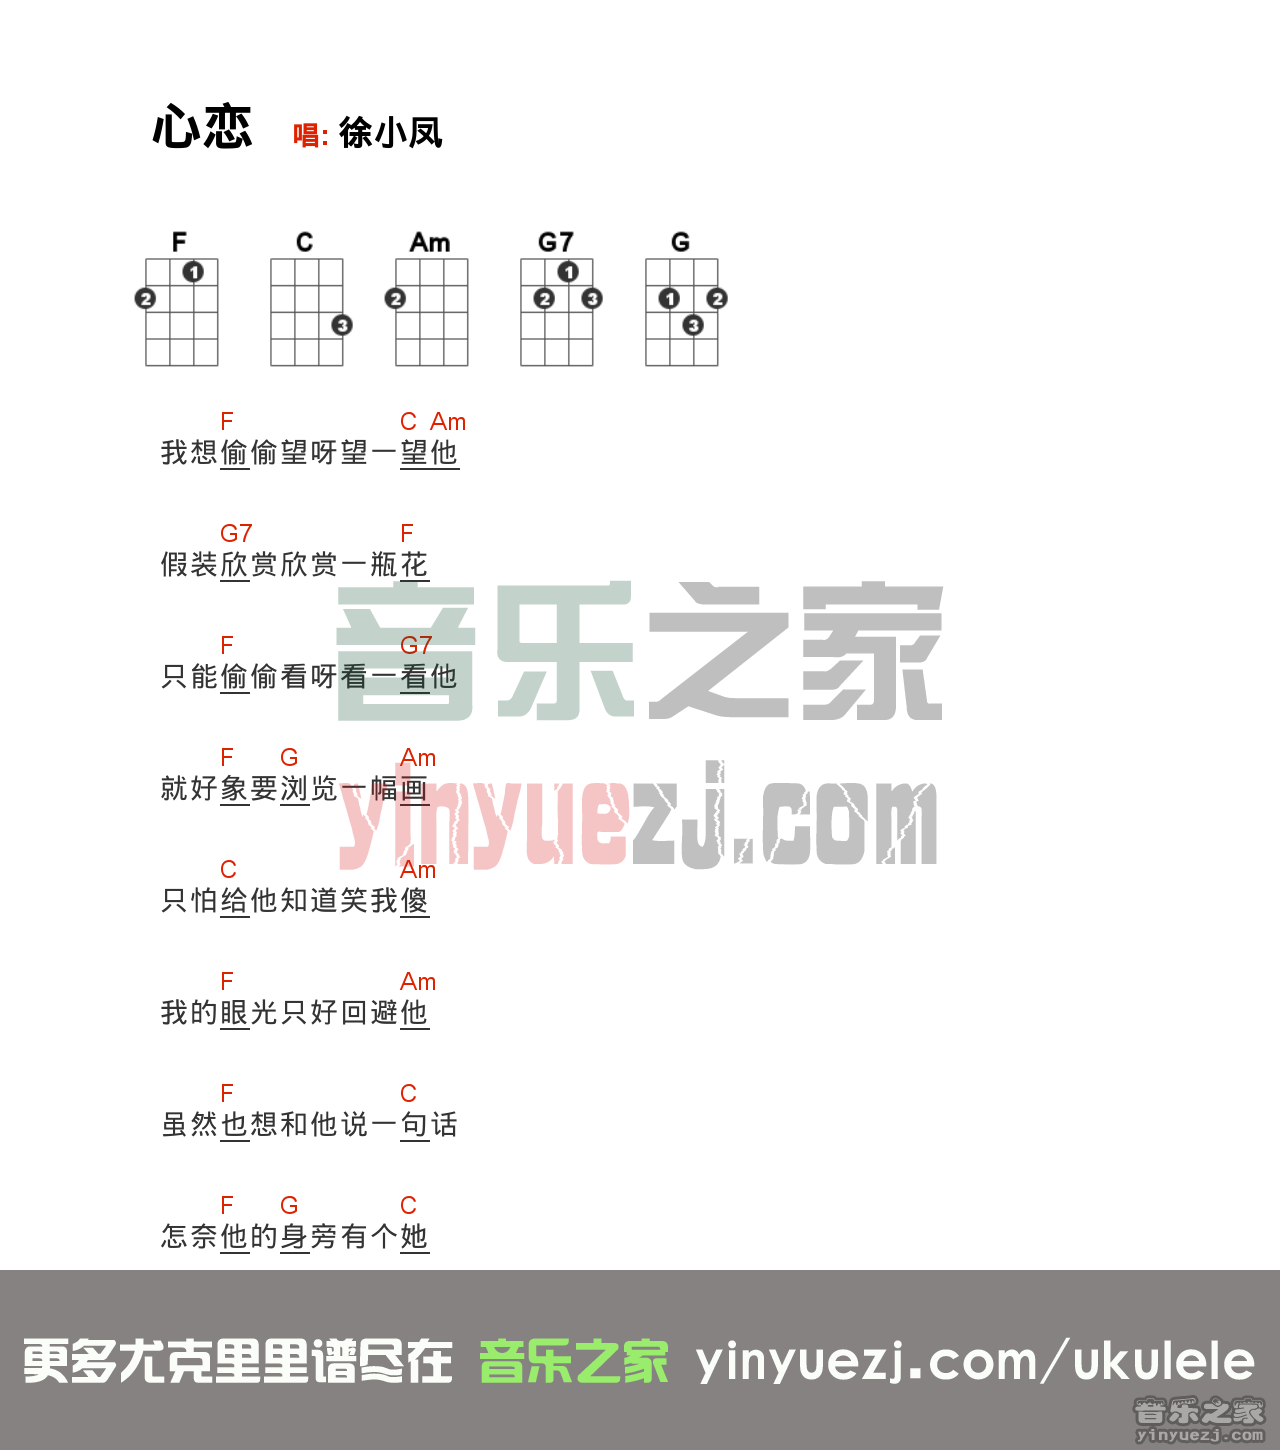 心恋 唱: 徐小凤
F C Am G7 G
2 1 3 2 2 1 3 1 2 3
F C Am
我想偷偷望呀望一望他
G7 F
假装欣赏欣赏一瓶花
F G7
只能偷偷看呀看一看他
F G Am
就好象要浏览一幅画
C Am
只怕给他知道笑我傻
F Am
我的眼光只好回避他
F C
虽然也想和他说一句话
F G C
怎奈他的身旁有个她
音乐之家
yinyuezj.com
更多尤克里里谱尽在 音乐之家 yinyuezj.com/ukulele
音乐之家
yinyuezj.com